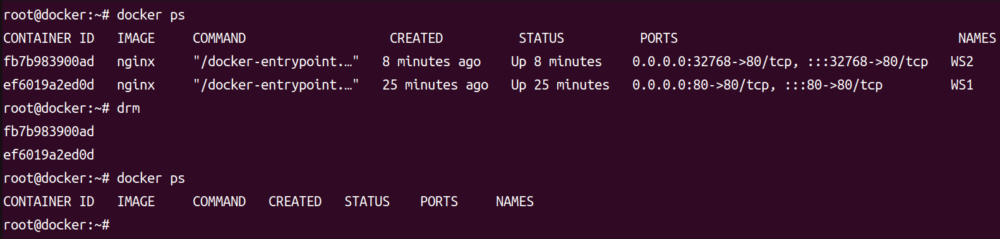 root@docker:~# docker ps
CONTAINER ID   IMAGE     COMMAND                   CREATED          STATUS          PORTS                                     NAMES
fb7b983900ad   nginx     "/docker-entrypoint.…"   8 minutes ago    Up 8 minutes    0.0.0.0:32768->80/tcp, :::32768->80/tcp   WS2
ef6019a2ed0d   nginx     "/docker-entrypoint.…"   25 minutes ago   Up 25 minutes   0.0.0.0:80->80/tcp, :::80->80/tcp         WS1
root@docker:~# drm
fb7b983900ad
ef6019a2ed0d
root@docker:~# docker ps
CONTAINER ID   IMAGE     COMMAND   CREATED   STATUS    PORTS     NAMES
root@docker:~#